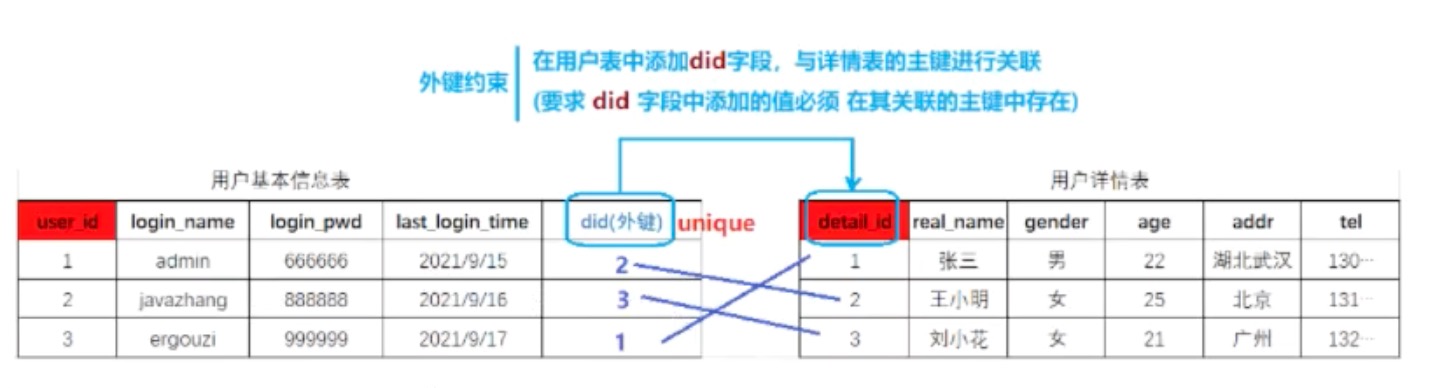 外键约束
在用户表中添加did字段，与详情表的主键进行关联
(要求 did 字段中添加的值必须 在其关联的主键中存在)
用户基本信息表
user_id login_name login_pwd last_login_time did(外键) unique
1 admin 666666 2021/9/15 2
2 javazhang 888888 2021/9/16 3
3 ergouzi 999999 2021/9/17 1
用户详情表
detail_id real_name gender age addr tel
1 张三 男 22 湖北武汉 130…
2 王小明 女 25 北京 131…
3 刘小花 女 21 广州 132…